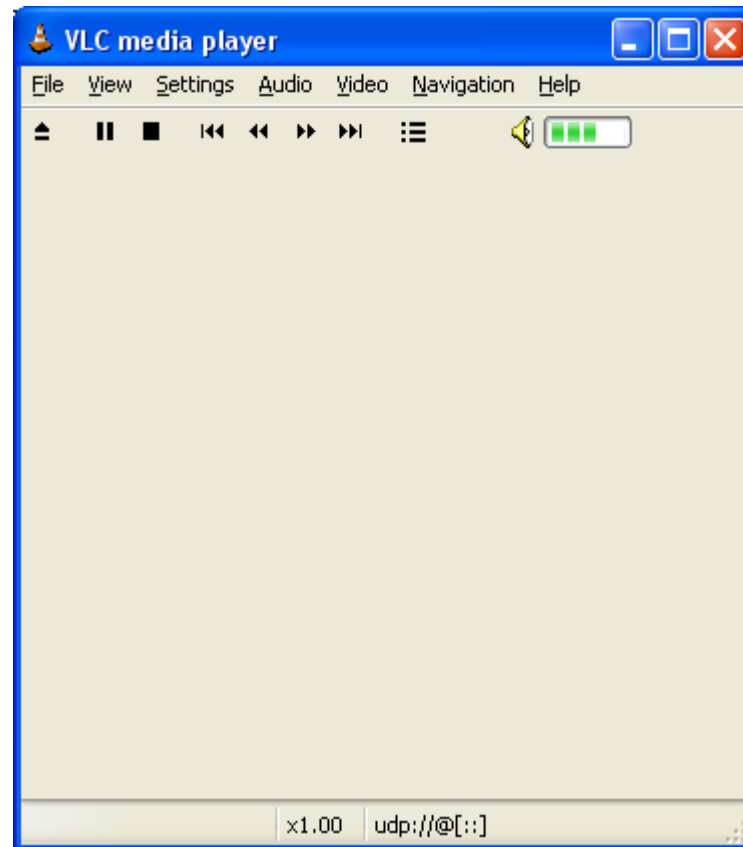 VLC media player
File View Settings Audio Video Navigation Help
x1.00 udp://@[::]